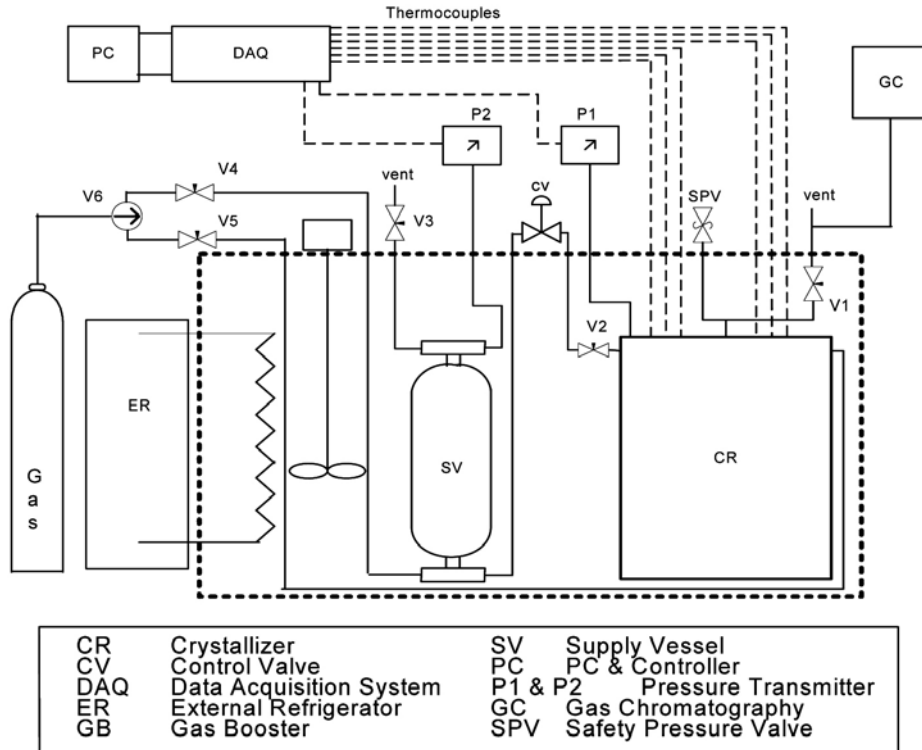 Thermocouples
PC
DAQ
GC
P2
P1
V4
vent
cv
SPV
vent
V6
V5
V3
V1
V2
ER
SV
CR
Gas
CR Crystallizer SV Supply Vessel
CV Control Valve PC PC & Controller
DAQ Data Acquisition System P1 & P2 Pressure Transmitter
ER External Refrigerator GC Gas Chromatography
GB Gas Booster SPV Safety Pressure Valve